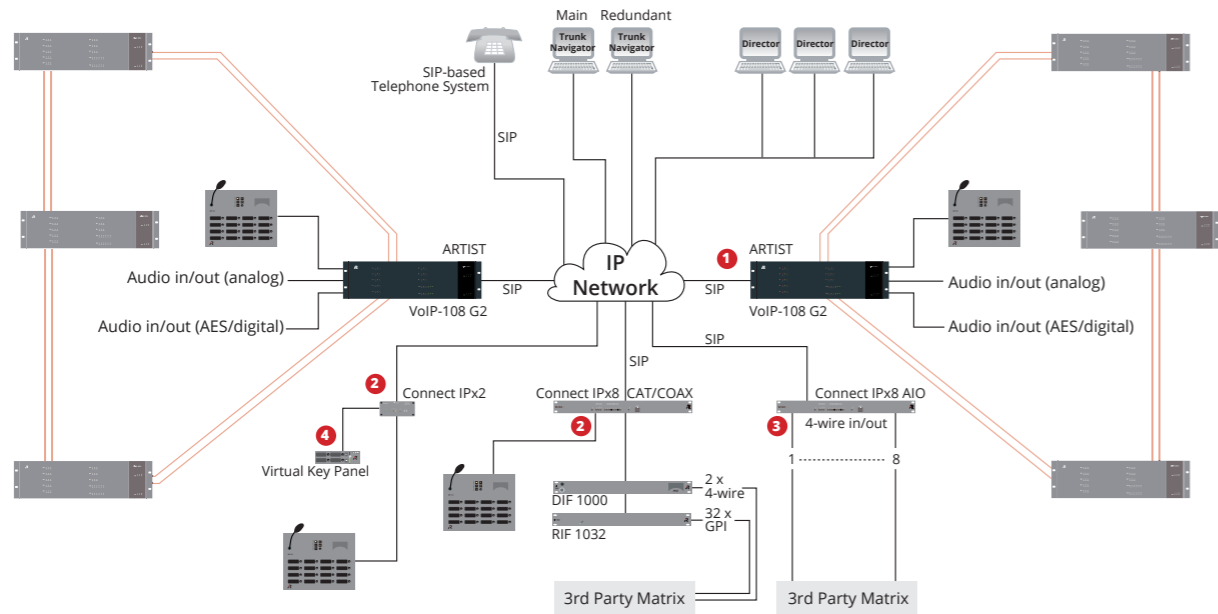 Main
Redundant
Trunk
Navigator
Trunk
Navigator
Director
Director
Director
SIP-based
Telephone System
SIP
ARTIST
IP
Network
1
ARTIST
Audio in/out (analog)
SIP
SIP
Audio in/out (analog)
VoIP-108 G2
VoIP-108 G2
Audio in/out (AES/digital)
Audio in/out (AES/digital)
SIP
SIP
2
Connect IPx2
Connect IPx8
CAT/COAX
Connect IPx8 AIO
2
3
4-wire in/out
4
Virtual Key Panel
1
8
DIF 1000
2 x
4-wire
RIF 1032
32 x
GPI
3rd Party Matrix
3rd Party Matrix